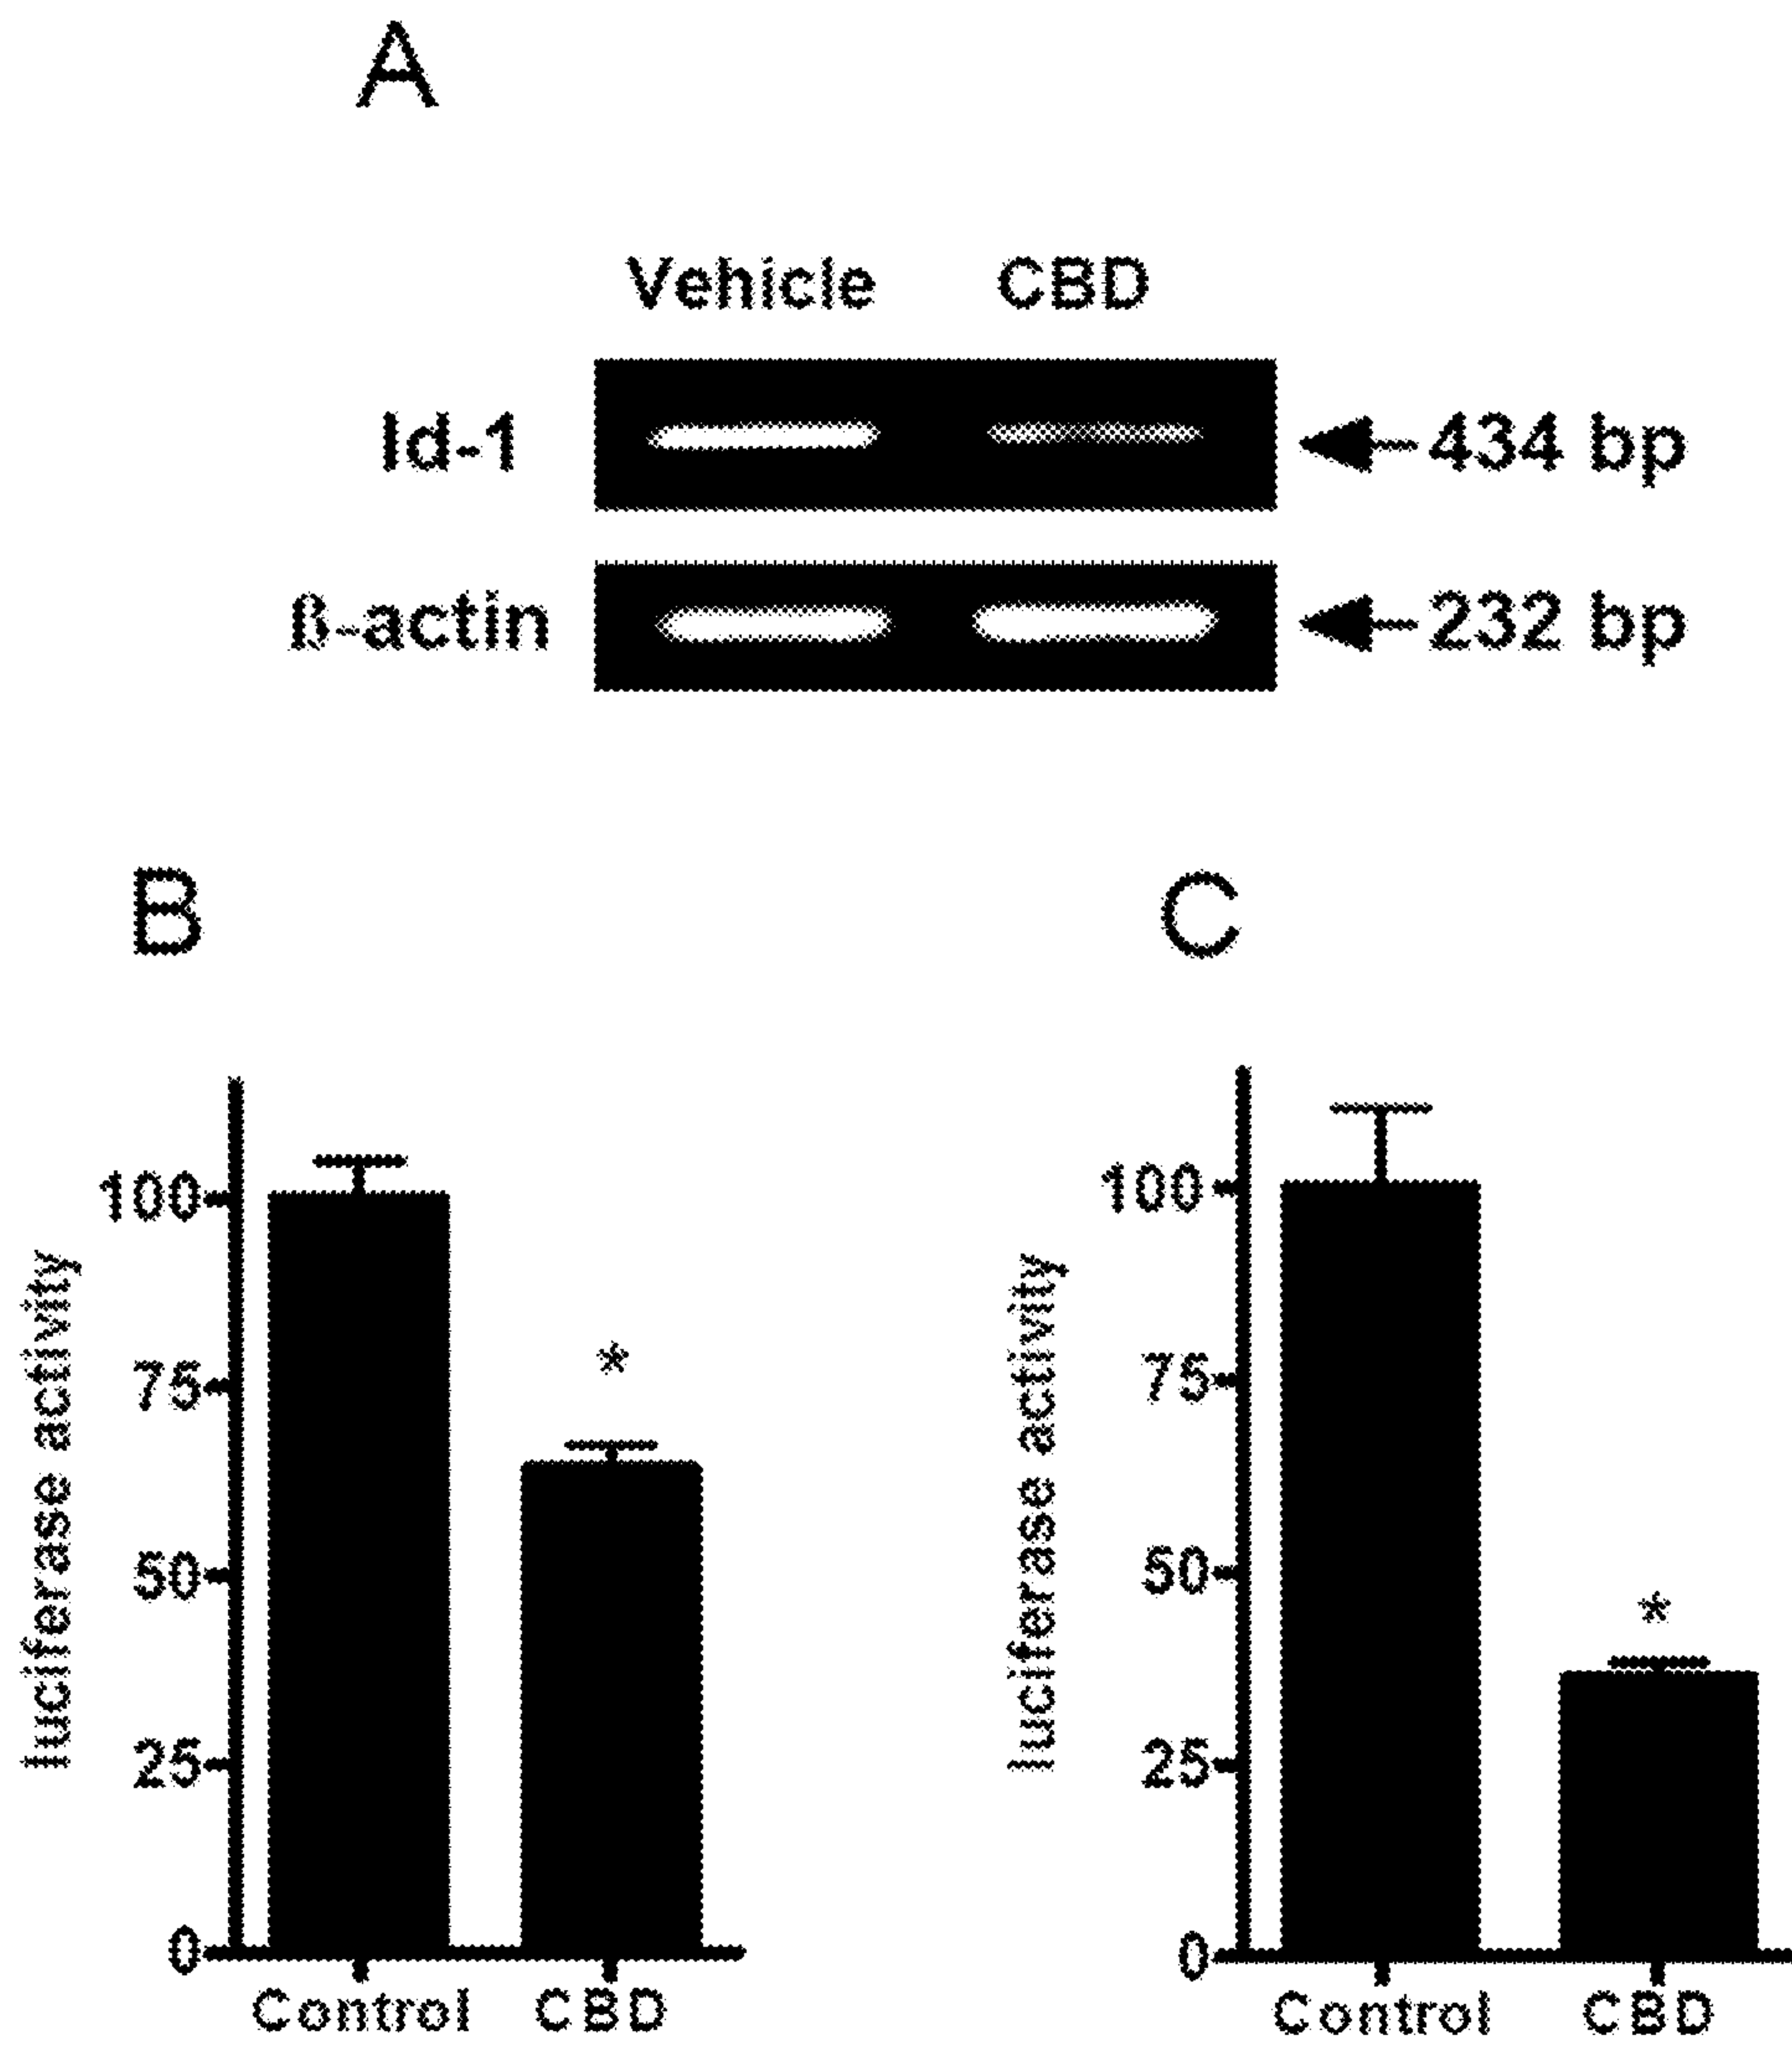 A
Vehicle CBD
Id-1
434 bp
ß-actin
232 bp
B
luciferase activity
100
75
*
50
25
0
Control CBD
C
luciferase activity
100
75
50
*
25
0
Control CBD